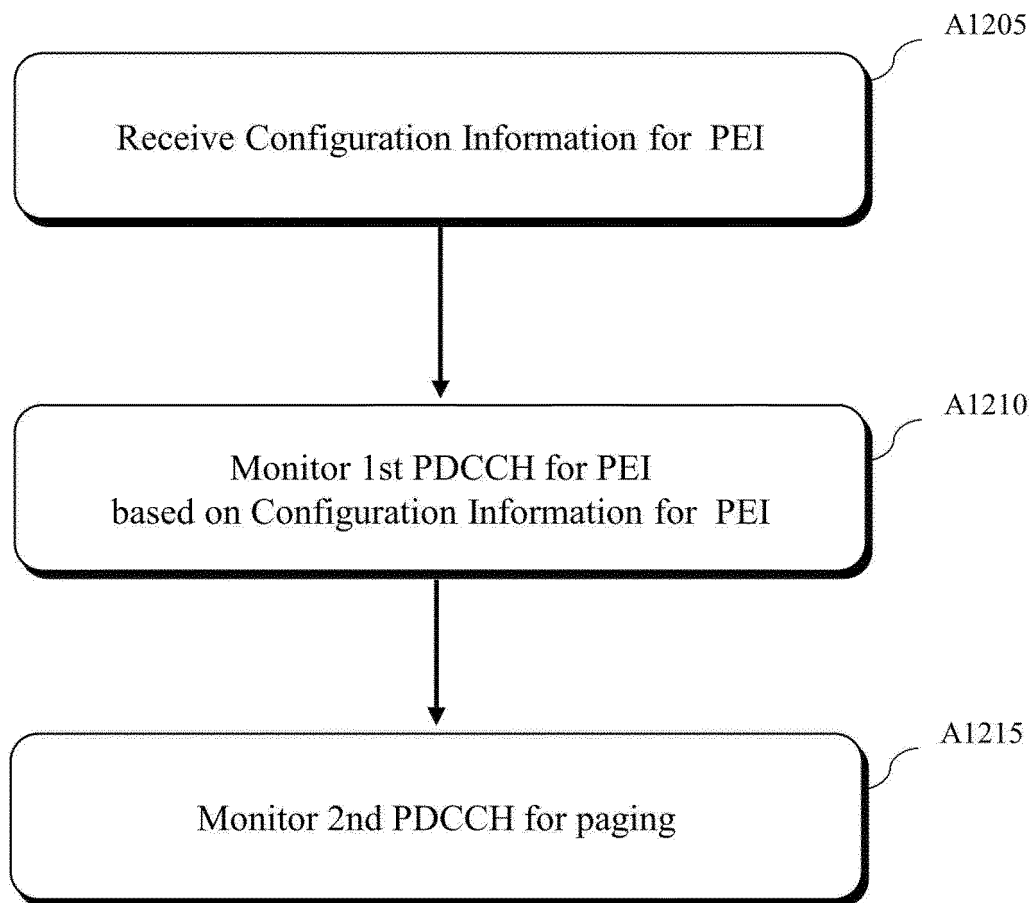 A1205
Receive Configuration Information for PEI
A1210
Monitor 1st PDCCH for PEI
based on Configuration Information for PEI
A1215
Monitor 2nd PDCCH for paging